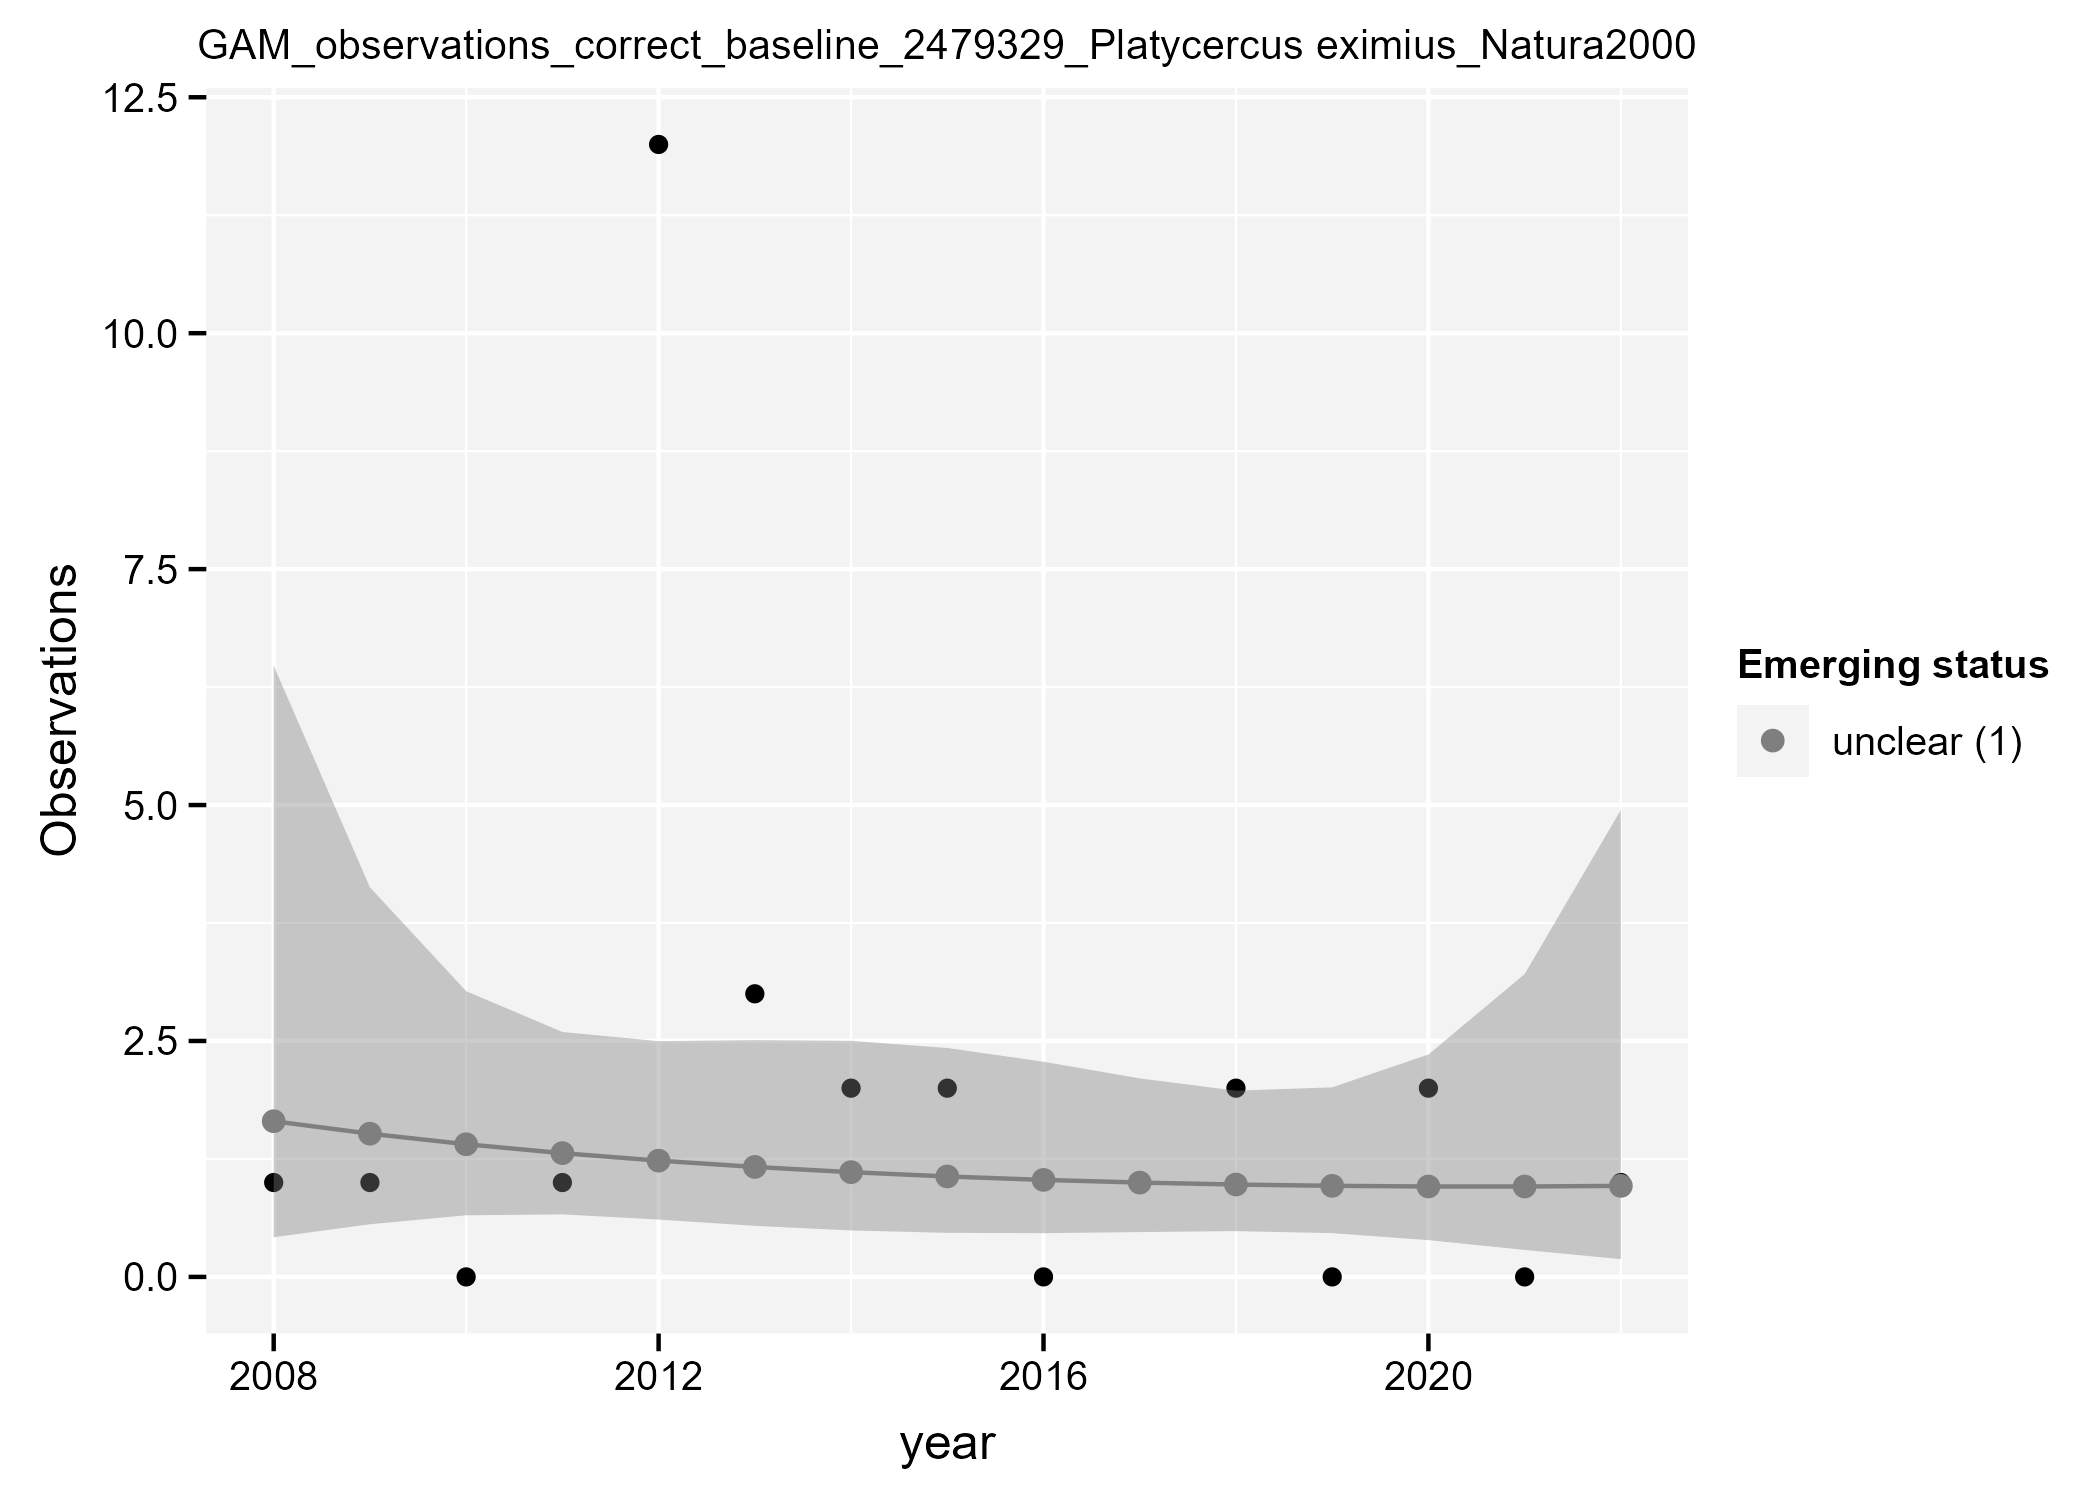 GAM_observations_correct_baseline_2479329_Platycercus eximius_Natura2000
12.5
10.0
7.5
5.0
2.5
0.0
Observations
2008
2012
2016
2020
year
Emerging status
unclear (1)